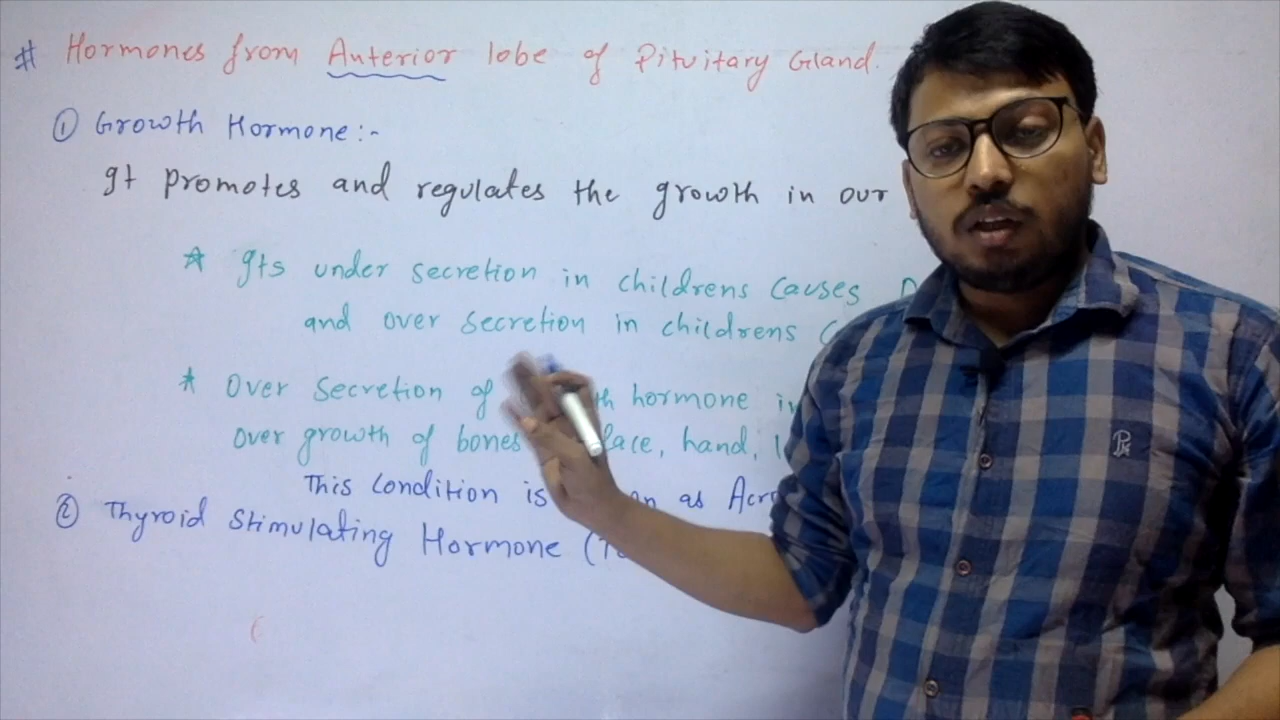 # Hormones from Anterior lobe of Pituitary Gland.
① Growth Hormone:-
It promotes and regulates the growth in our
* Its under secretion in childrens causes
and over secretion in childrens
* Over secretion of hormone in
over growth of bones face, hand,
This condition is as
② Thyroid Stimulating Hormone